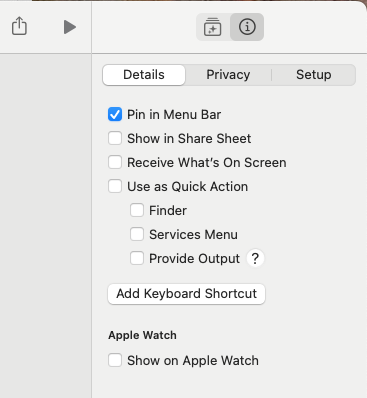 Details
Privacy
Setup
Pin in Menu Bar
Show in Share Sheet
Receive What's On Screen
Use as Quick Action
Finder
Services Menu
Provide Output ?
Add Keyboard Shortcut
Apple Watch
Show on Apple Watch